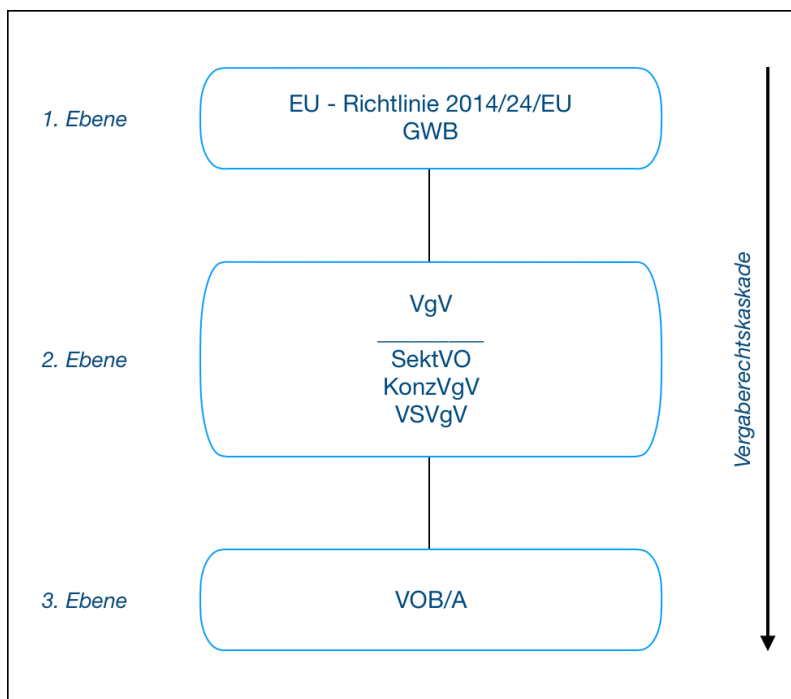 1. Ebene
EU - Richtlinie 2014/24/EU
GWB
2. Ebene
VgV
SektVO
KonzVgV
VSVgV
3. Ebene
VOB/A
Vergaberechtskaskade